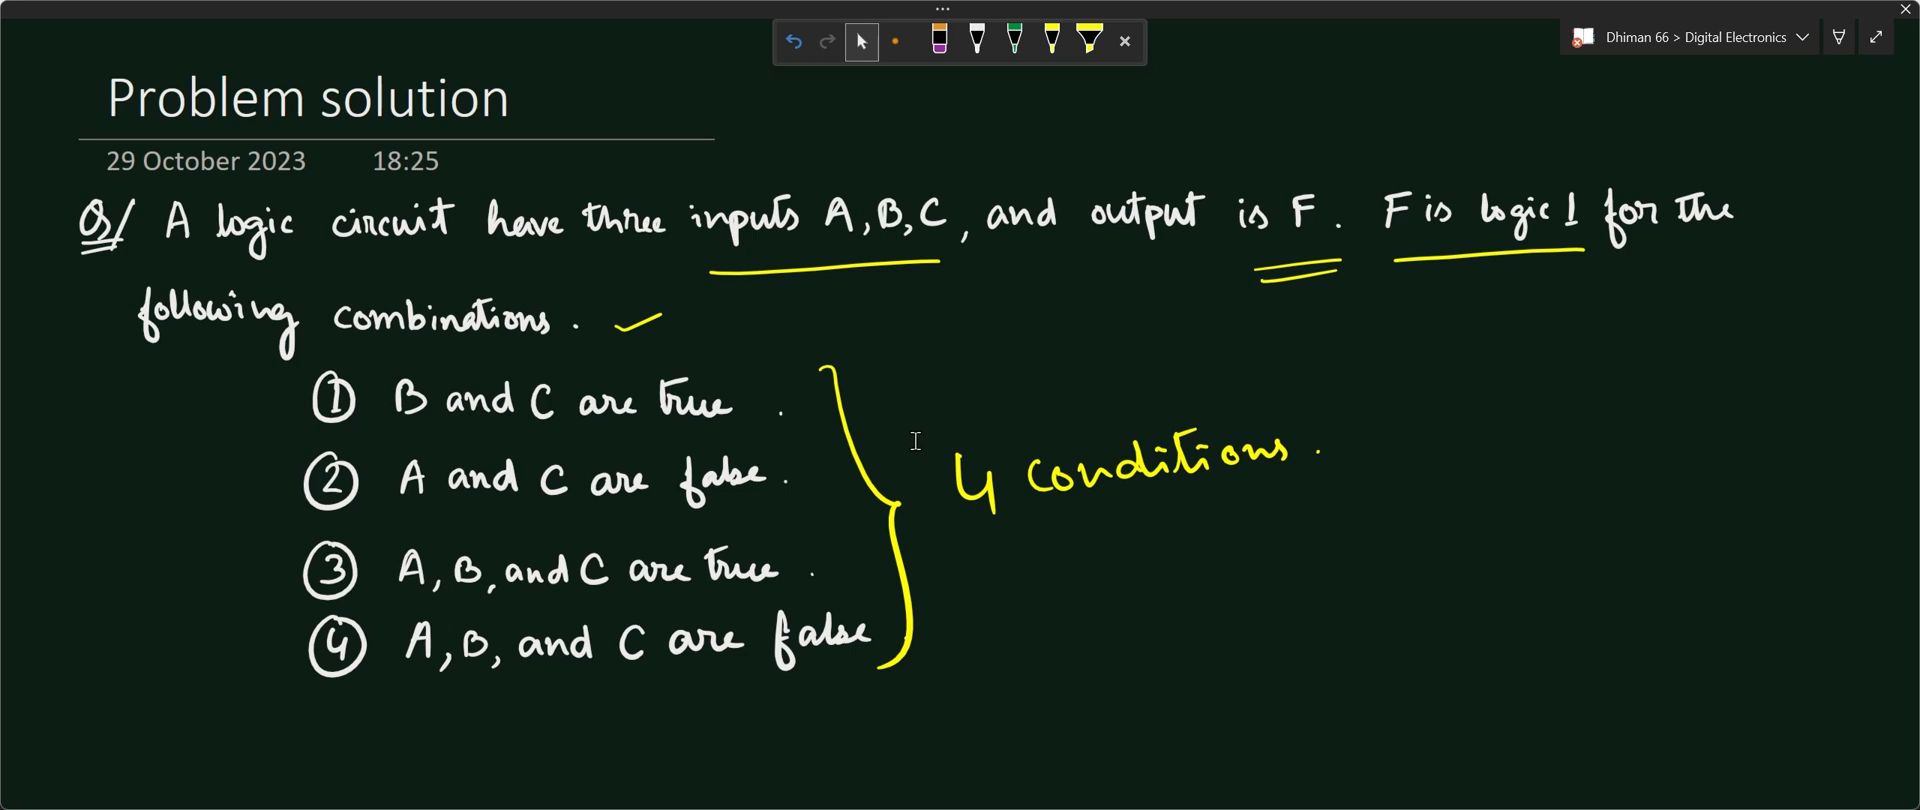 Dhiman 66 > Digital Electronics
Problem solution
29 October 2023 18:25
Q/ A logic circuit have three inputs A,B,C, and output is F. F is logic 1 for the
following combinations.
① B and C are true.
② A and C are false.
③ A, B, and C are true.
④ A, B, and C are false.
4 conditions.